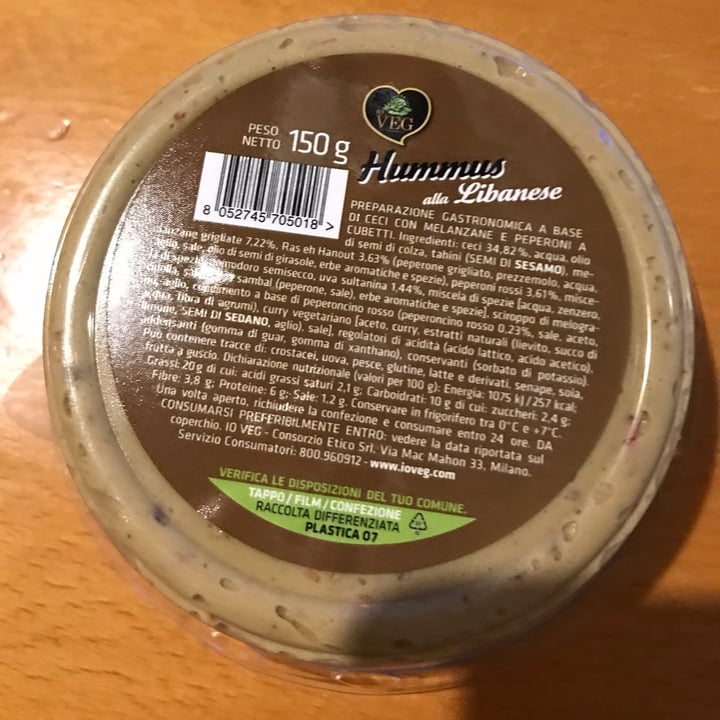 VEG
PESO
NETTO 150 g
Hummus
alla Libanese
8 052745 705018 >
PREPARAZIONE GASTRONOMICA A BASE
DI CECI CON MELANZANE E PEPERONI A
CUBETTI. Ingredienti: ceci 34,82%, acqua, olio
di semi di colza, tahini (SEMI DI SESAMO), me-
lanzane grigliate 7,22%, Ras eh Hanout 3.63% (peperone grigliato, prezzemolo, acqua,
aglio, sale, olio di semi di girasole, erbe aromatiche e spezie), peperoni rossi 3.61%, misce-
la di spezie, pomodoro semisecco, uva sultanina 1,44%, miscela di spezie [acqua, zenzero,
sale, sambal (peperone, sale), erbe aromatiche e spezie], sciroppo di melogra-
no, aglio, condimento a base di peperoncino rosso (peperoncino rosso 0.23%, sale, aceto,
acqua, fibra di agrumi), curry vegetariano [aceto, curry, estratti naturali (lievito, succo di
limone, SEMI DI SEDANO, aglio), sale], regolatori di acidità (acido lattico, acido acetico),
addensanti (gomma di guar, gomma di xanthano), conservanti (sorbato di potassio).
Può contenere tracce di: crostacei, uova, pesce, glutine, latte e derivati, senape, soia,
frutta a guscio. Dichiarazione nutrizionale (valori per 100 g): Energia: 1075 kJ / 257 kcal;
Grassi: 20 g di cui: acidi grassi saturi 2,1 g; Carboidrati: 10 g di cui: zuccheri: 2,4 g;
Fibre: 3,8 g; Proteine: 6 g; Sale: 1,2 g. Conservare in frigorifero tra 0°C e +7°C.
Una volta aperto, richiudere la confezione e consumare entro 24 ore. DA
CONSUMARSI PREFERIBILMENTE ENTRO: vedere la data riportata sul
coperchio. IO VEG - Consorzio Etico Srl. Via Mac Mahon 33, Milano.
Servizio Consumatori: 800.960912 - www.ioveg.com
VERIFICA LE DISPOSIZIONI DEL TUO COMUNE.
TAPPO / FILM / CONFEZIONE
RACCOLTA DIFFERENZIATA
PLASTICA 07